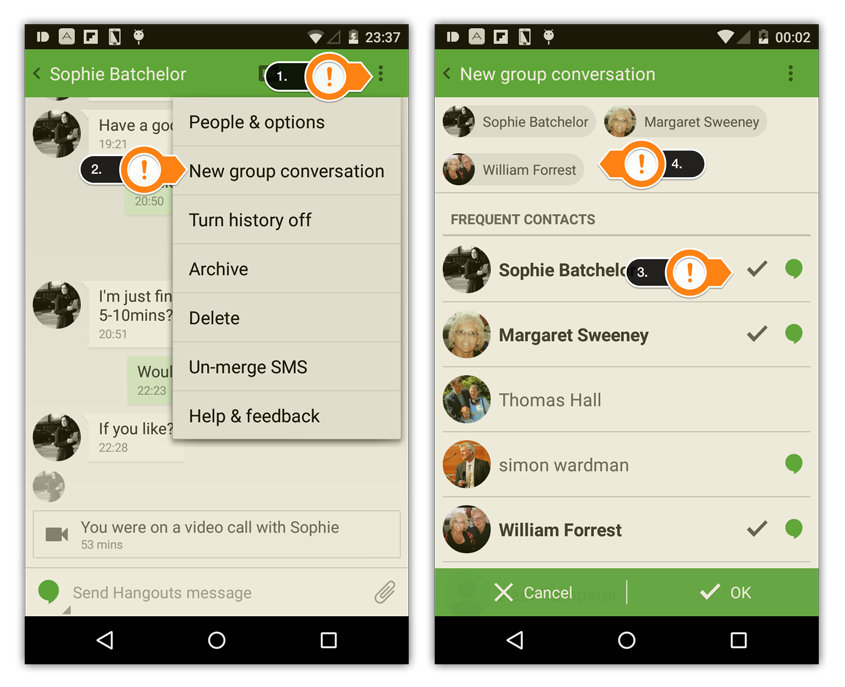 23:37
Sophie Batchelor
1.
Have a goo
19:21
People & options
2.
New group conversation
20:50
Turn history off
Archive
I'm just fin
5-10mins?
20:51
Delete
Un-merge SMS
Woul
22:23
Help & feedback
If you like?
22:28
You were on a video call with Sophie
53 mins
Send Hangouts message
00:02
New group conversation
Sophie Batchelor
Margaret Sweeney
William Forrest
4.
FREQUENT CONTACTS
Sophie Batchelo
3.
Margaret Sweeney
Thomas Hall
simon wardman
William Forrest
Cancel
OK